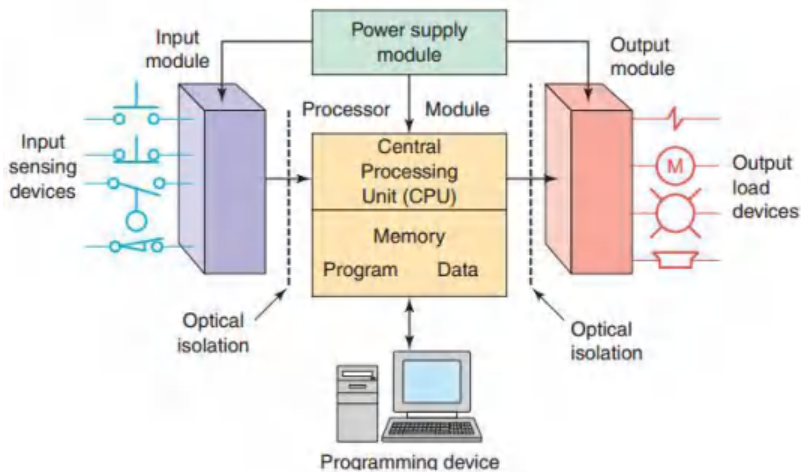 Power supply
module
Input
module
Output
module
Processor Module
Input
sensing
devices
Central
Processing
Unit (CPU)
M
Output
load
devices
Memory
Program Data
Optical
isolation
Optical
isolation
Programming device